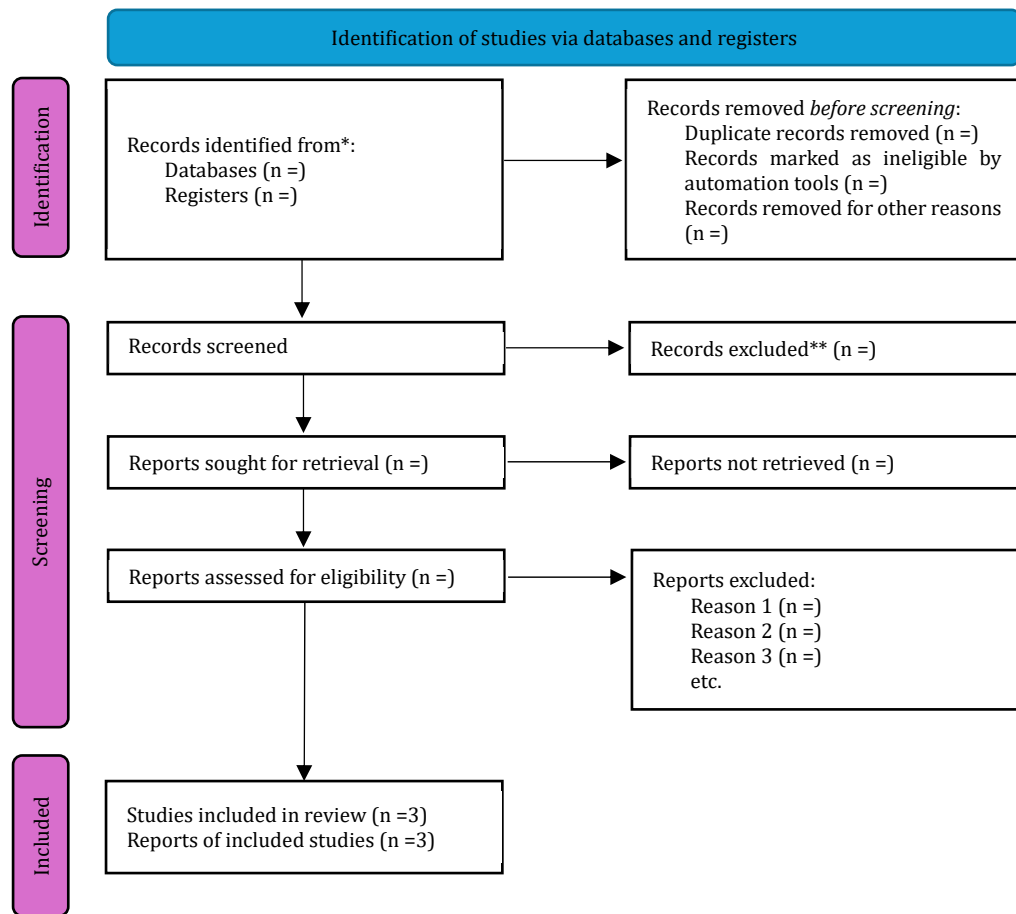 Identification of studies via databases and registers
Identification
Records identified from*:
Databases (n =)
Registers (n =)
Records removed before screening:
Duplicate records removed (n =)
Records marked as ineligible by
automation tools (n =)
Records removed for other reasons
(n =)
Screening
Records screened
Records excluded** (n =)
Reports sought for retrieval (n =)
Reports not retrieved (n =)
Reports assessed for eligibility (n =)
Reports excluded:
Reason 1 (n =)
Reason 2 (n =)
Reason 3 (n =)
etc.
Included
Studies included in review (n =3)
Reports of included studies (n =3)